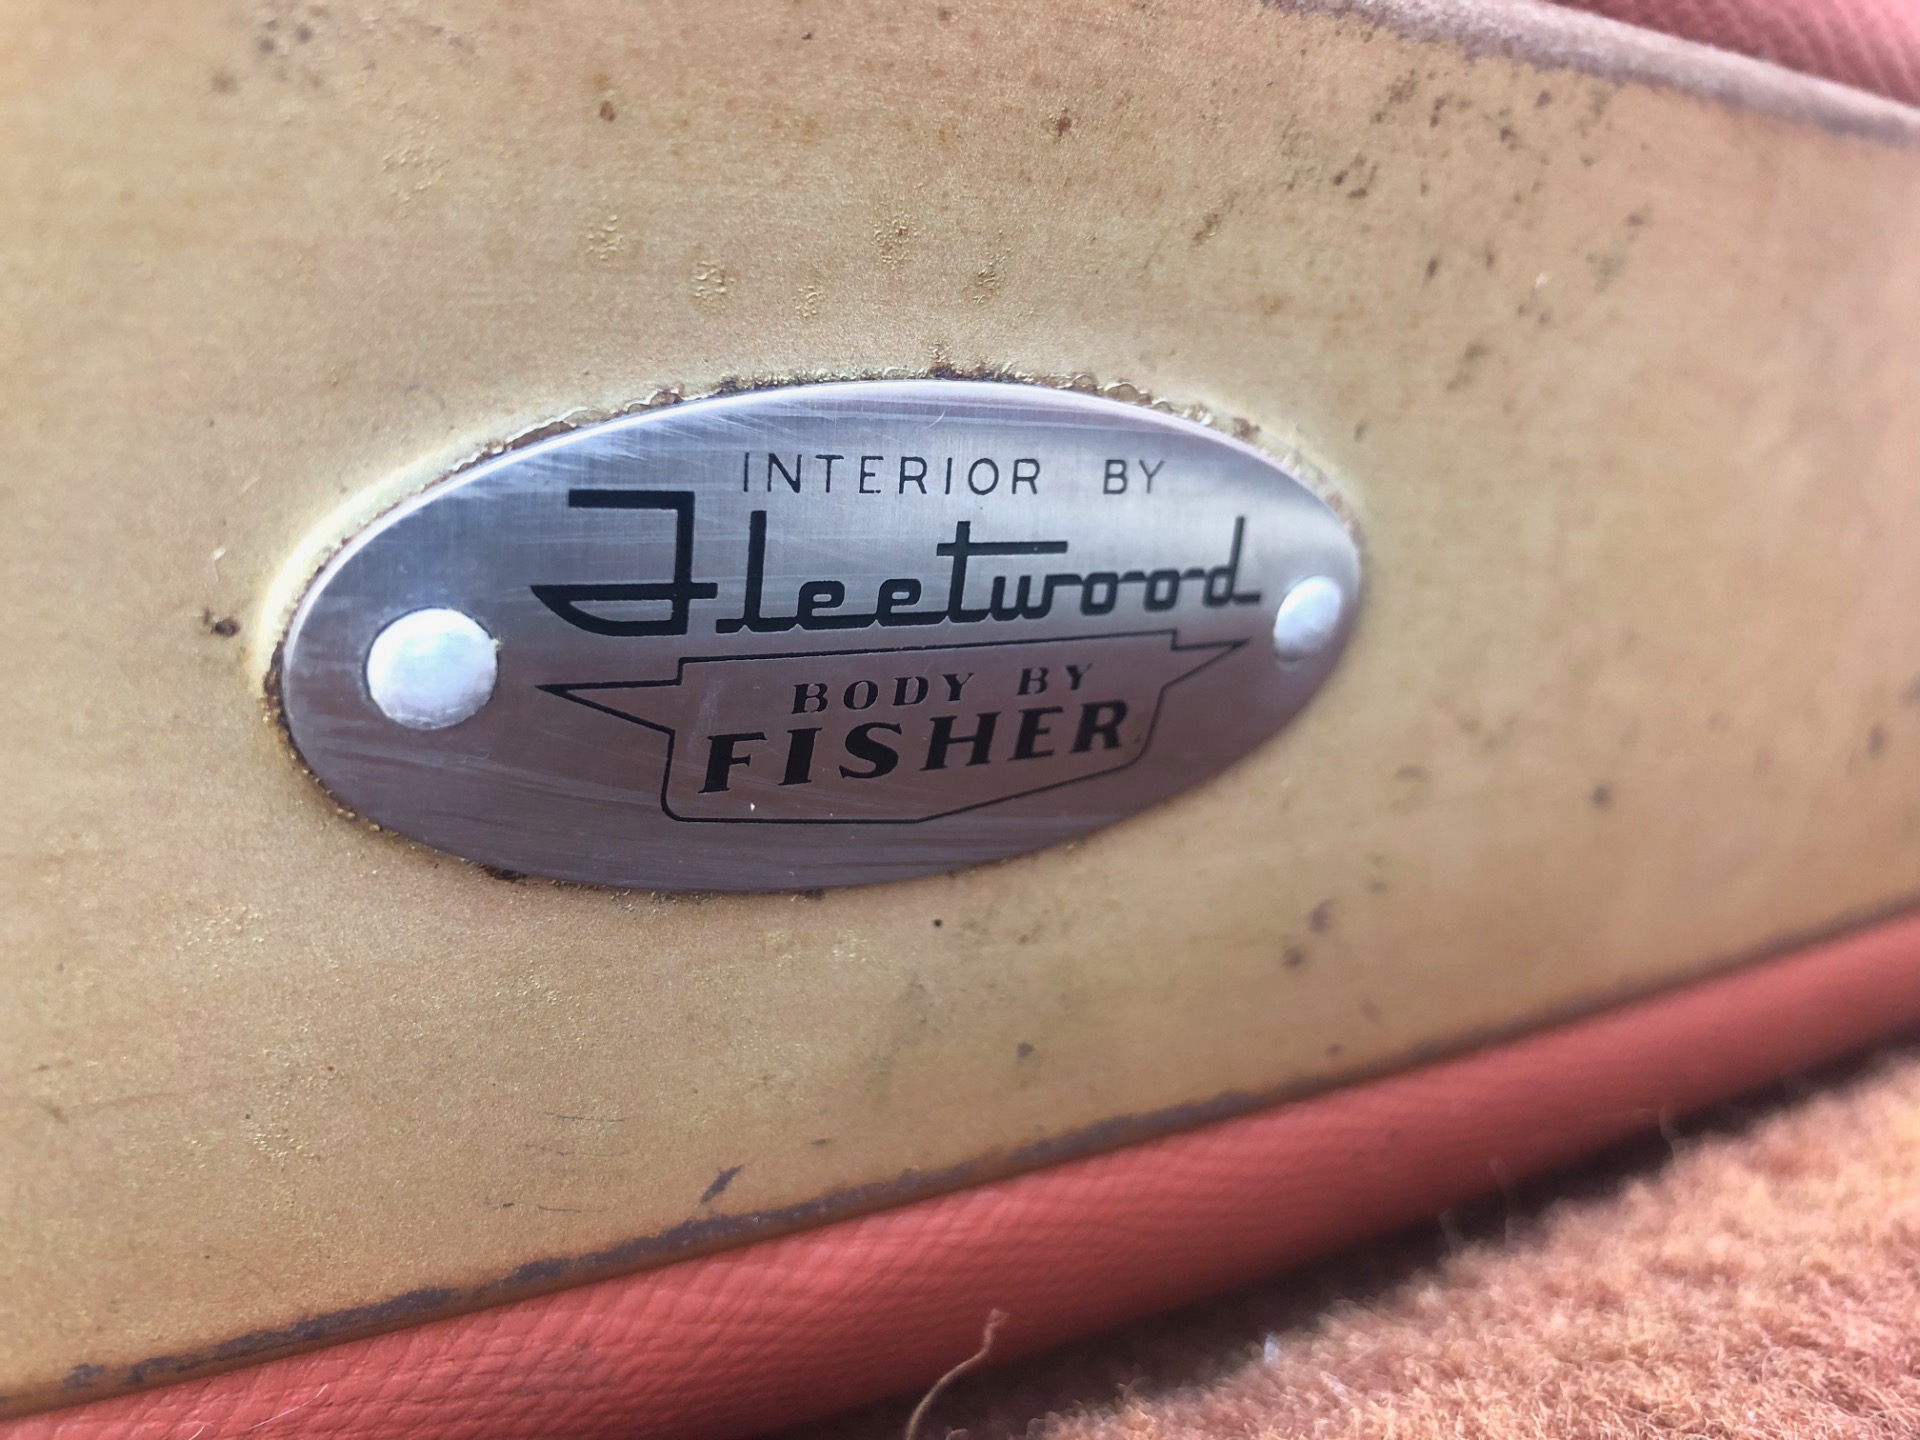 INTERIOR BY
Fleetwood
BODY BY
FISHER